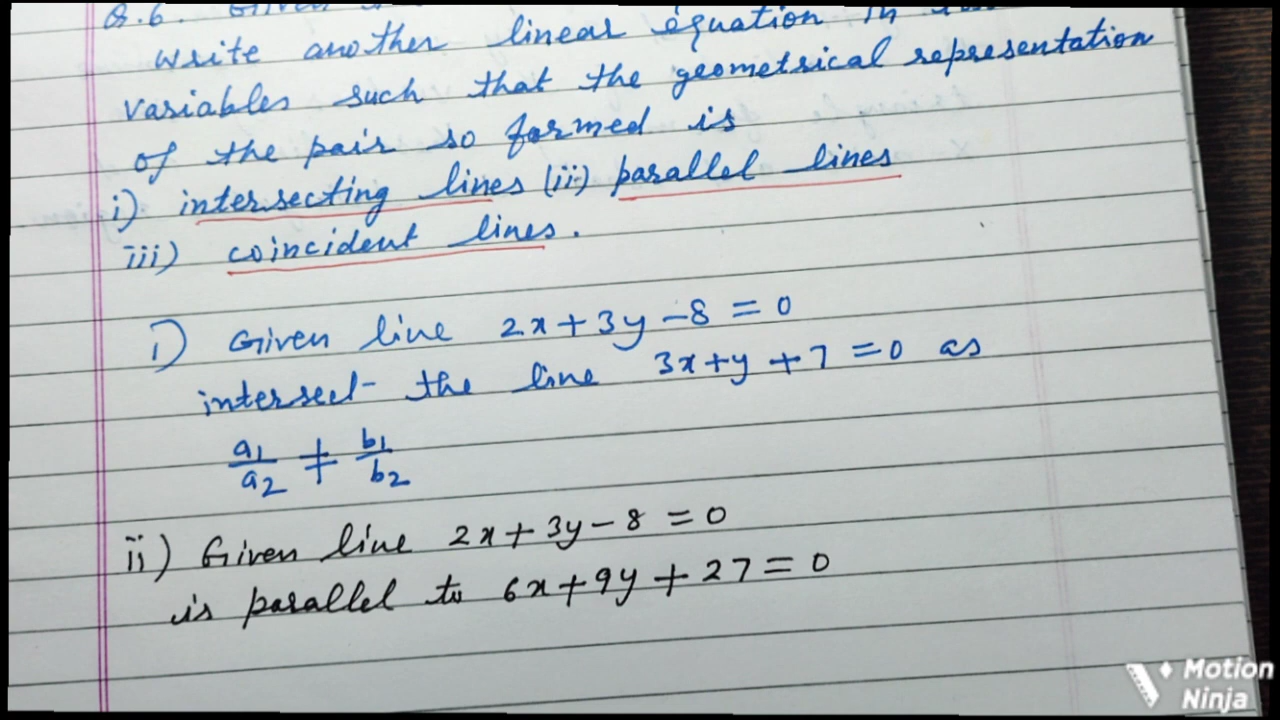 Q.6. Given
Write another linear equation in
variables such that the geometrical representation
of the pair so formed is
i) intersecting lines (ii) parallel lines
iii) coincident lines.
i) Given line 2x+3y-8=0
intersect the line 3x+y+7=0 as
a1/a2 ≠ b1/b2
ii) Given line 2x+3y-8=0
is parallel to 6x+9y+27=0
Motion
Ninja